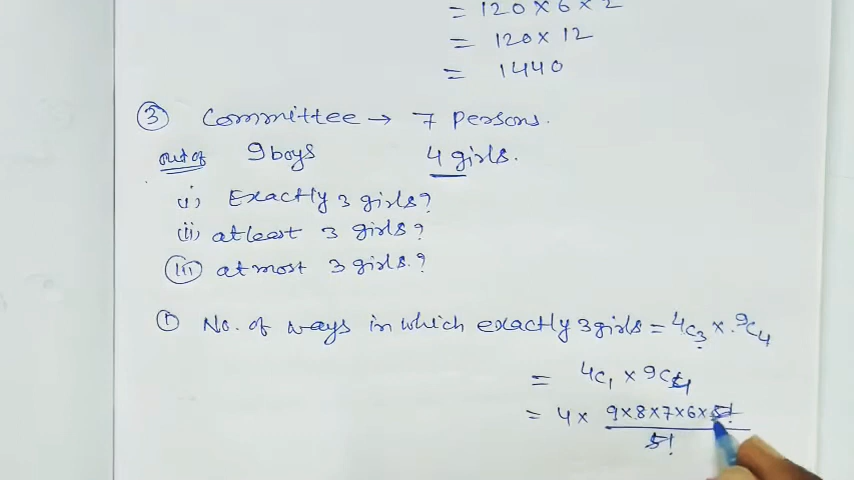 = 120 × 6 × 2
= 120 × 12
= 1440
③ Committee → 7 Persons.
out of 9 boys 4 girls.
(i) Exactly 3 girls?
(ii) atleast 3 girls?
(iii) atmost 3 girls.?
① No. of ways in which exactly 3 girls = 4C3 × 9C4
= 4C1 × 9C4
= 4 × 9×8×7×6×5!
5!